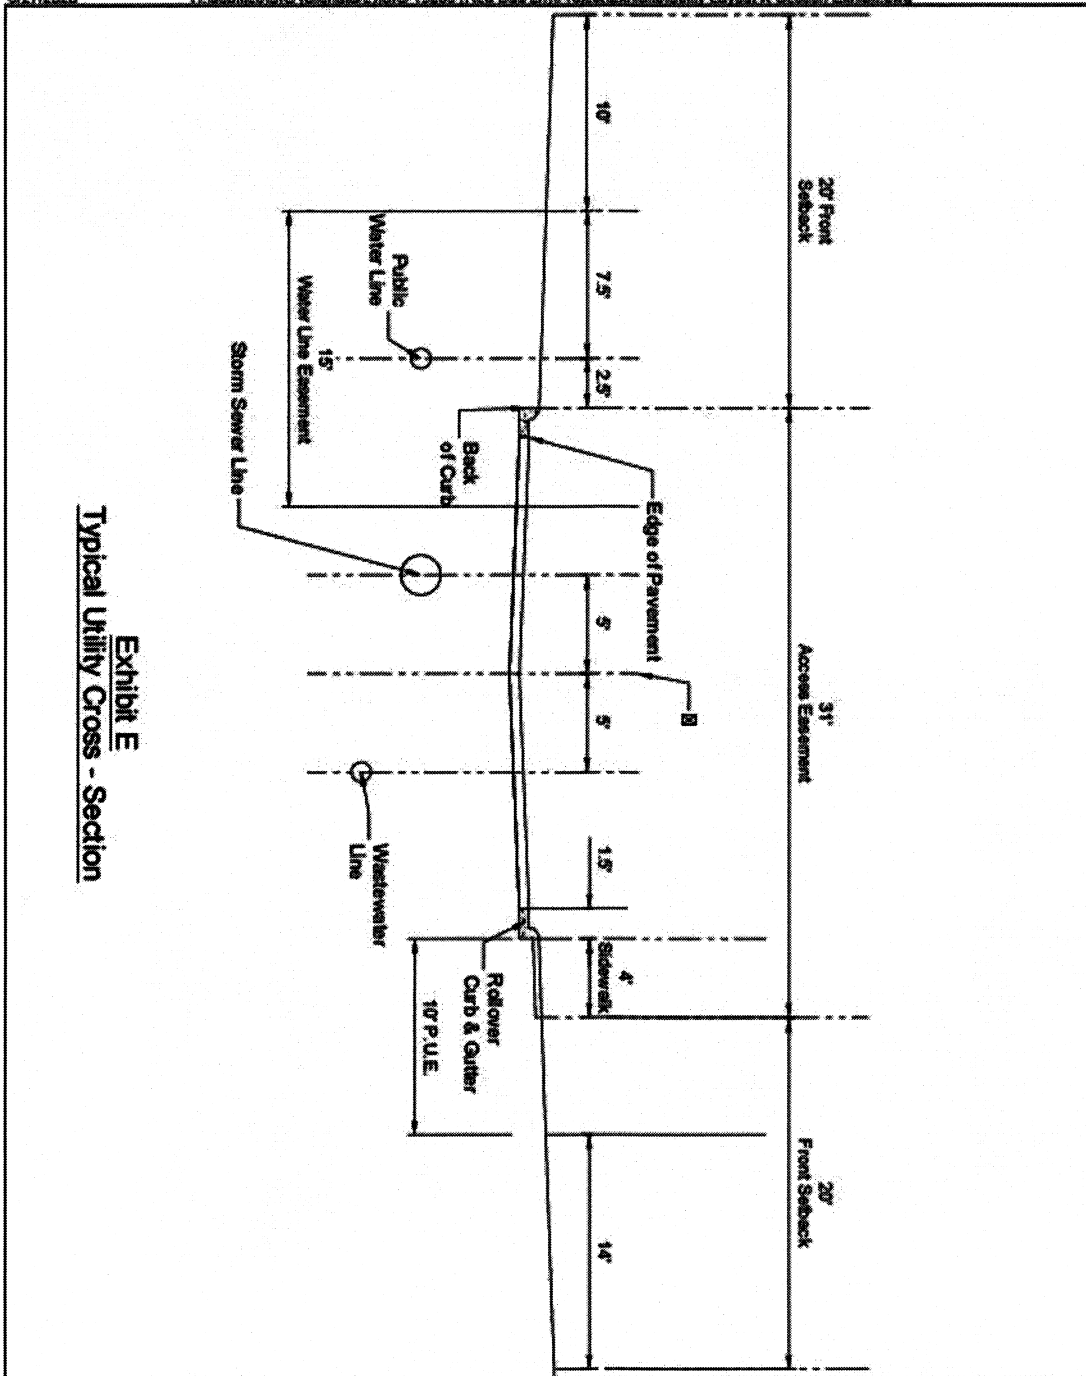 20' Front
Setback
31'
Access Easement
20'
Front Setback
10'
7.5'
2.5'
Edge of Pavement
5'
5'
1.5'
4'
Sidewalk
14'
Public
Water Line
15'
Water Line Easement
Back
of Curb
Storm Sewer Line
Wastewater
Line
Rollover
Curb & Gutter
10' P.U.E.
Exhibit E
Typical Utility Cross - Section